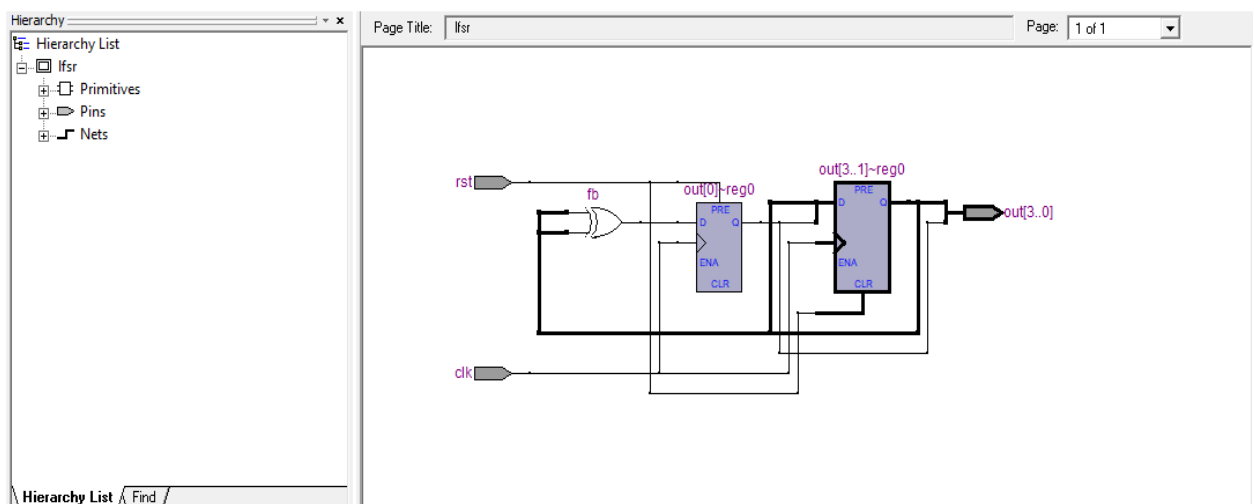 Hierarchy
Hierarchy List
lfsr
Primitives
Pins
Nets
Hierarchy List
Find
Page Title:
lfsr
Page:
1 of 1
rst
fb
out[0]~reg0
PRE
D
Q
ENA
CLR
out[3..1]~reg0
PRE
D
Q
ENA
CLR
out[3..0]
clk